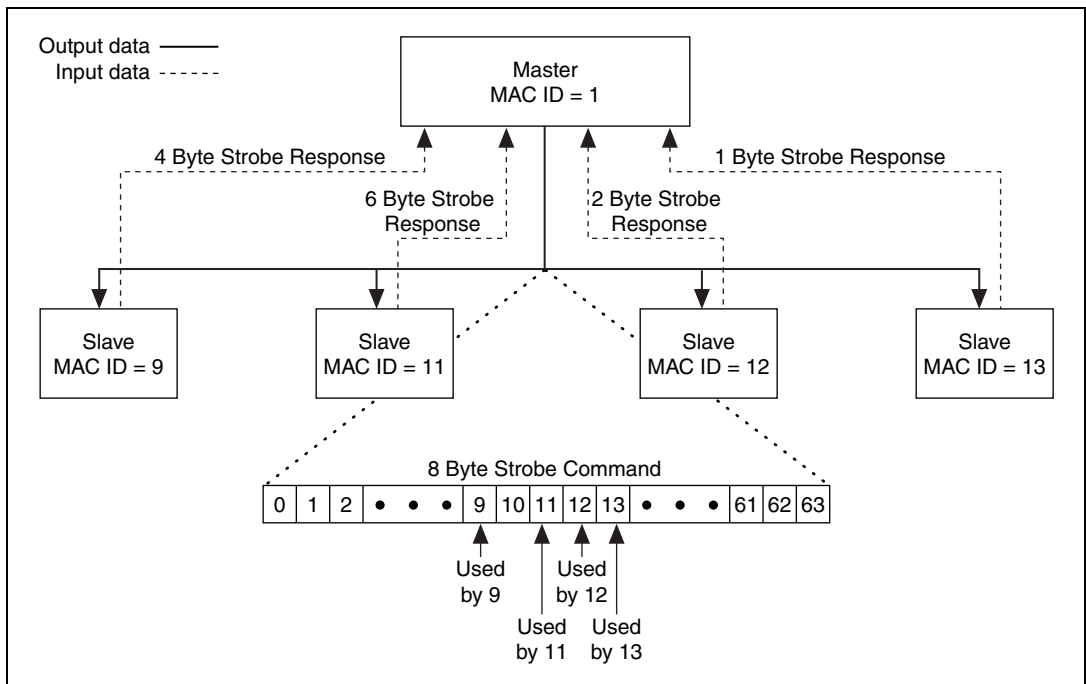 Output data
Input data
Master
MAC ID = 1
4 Byte Strobe Response
1 Byte Strobe Response
6 Byte Strobe
Response
2 Byte Strobe
Response
Slave
MAC ID = 9
Slave
MAC ID = 11
Slave
MAC ID = 12
Slave
MAC ID = 13
8 Byte Strobe Command
0 1 2 • • • 9 10 11 12 13 • • • 61 62 63
Used
by 9
Used
by 12
Used
by 11
Used
by 13